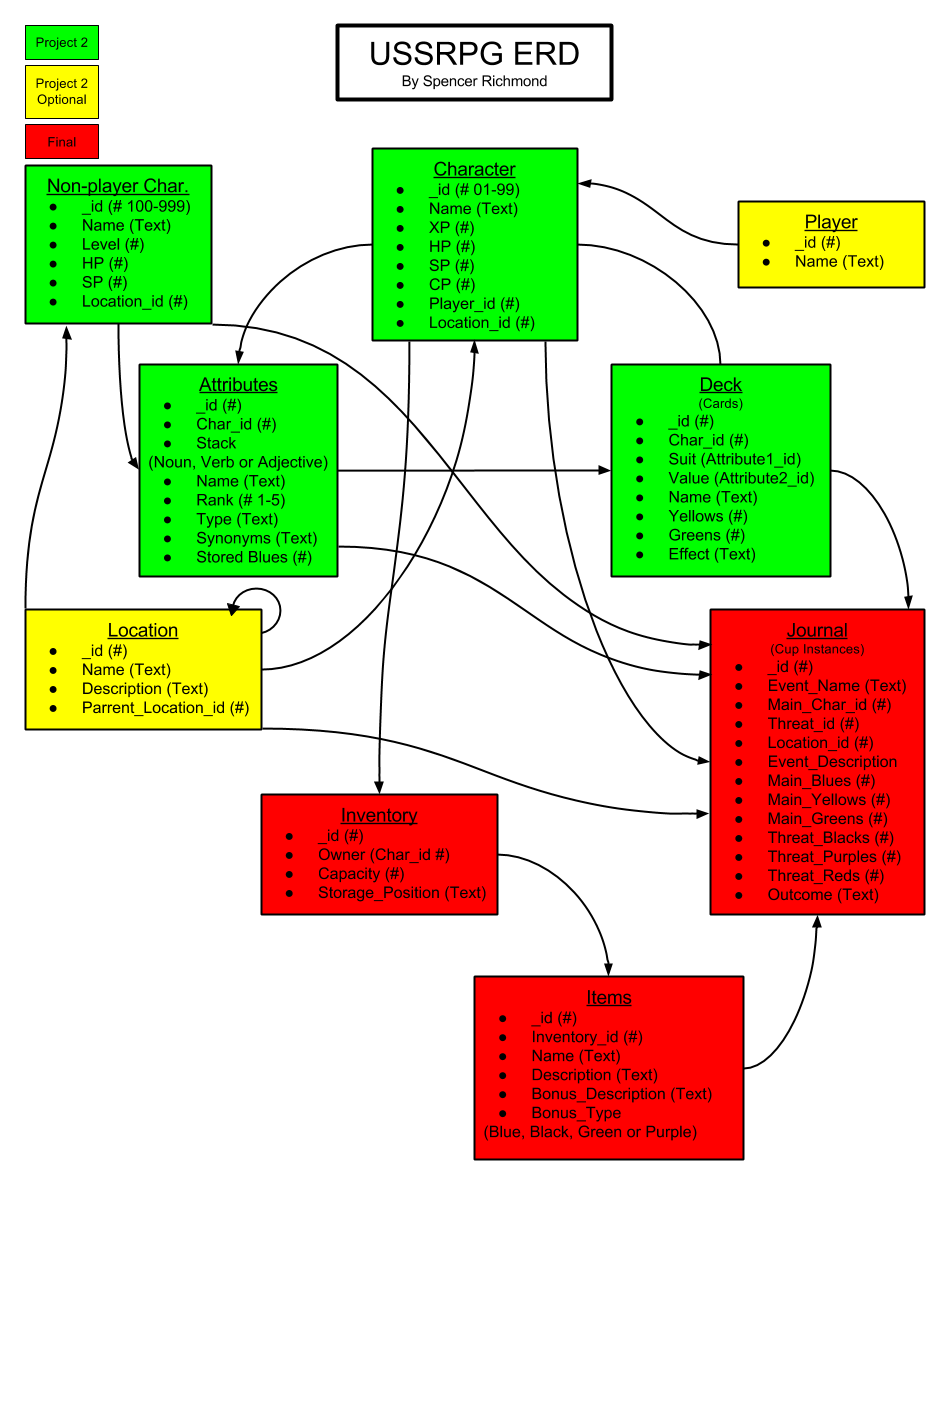 Project 2
Project 2
Optional
Final
USSRPG ERD
By Spencer Richmond
Non-player Char.
● _id (# 100-999)
● Name (Text)
● Level (#)
● HP (#)
● SP (#)
● Location_id (#)
Character
● _id (# 01-99)
● Name (Text)
● XP (#)
● HP (#)
● SP (#)
● CP (#)
● Player_id (#)
● Location_id (#)
Player
● _id (#)
● Name (Text)
Attributes
● _id (#)
● Char_id (#)
● Stack
(Noun, Verb or Adjective)
● Name (Text)
● Rank (# 1-5)
● Type (Text)
● Synonyms (Text)
● Stored Blues (#)
Deck
(Cards)
● _id (#)
● Char_id (#)
● Suit (Attribute1_id)
● Value (Attribute2_id)
● Name (Text)
● Yellows (#)
● Greens (#)
● Effect (Text)
Location
● _id (#)
● Name (Text)
● Description (Text)
● Parrent_Location_id (#)
Journal
(Cup Instances)
● _id (#)
● Event_Name (Text)
● Main_Char_id (#)
● Threat_id (#)
● Location_id (#)
● Event_Description
● Main_Blues (#)
● Main_Yellows (#)
● Main_Greens (#)
● Threat_Blacks (#)
● Threat_Purples (#)
● Threat_Reds (#)
● Outcome (Text)
Inventory
● _id (#)
● Owner (Char_id #)
● Capacity (#)
● Storage_Position (Text)
Items
● _id (#)
● Inventory_id (#)
● Name (Text)
● Description (Text)
● Bonus_Description (Text)
● Bonus_Type
(Blue, Black, Green or Purple)